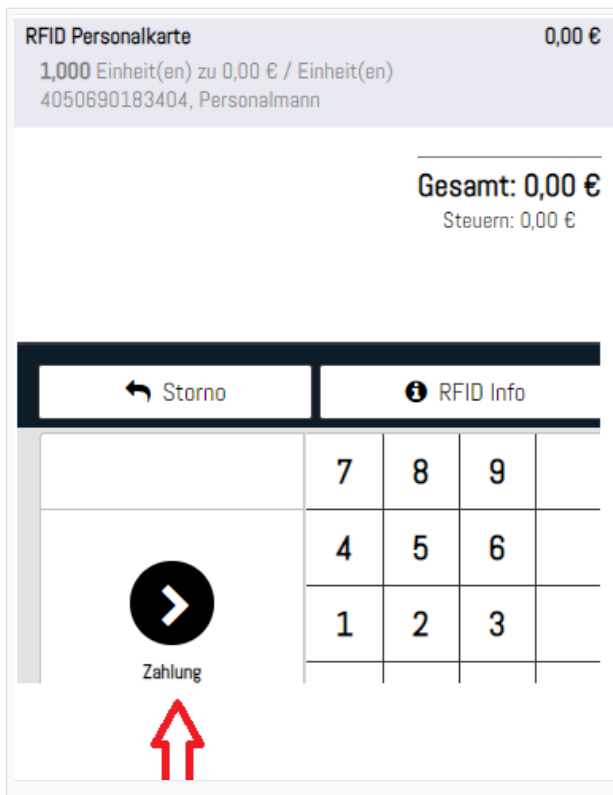 RFID Personalkarte 0,00 €
1,000 Einheit(en) zu 0,00 € / Einheit(en)
4050690183404, Personalmann
Gesamt: 0,00 €
Steuern: 0,00 €
Storno RFID Info
7 8 9
4 5 6
1 2 3
Zahlung